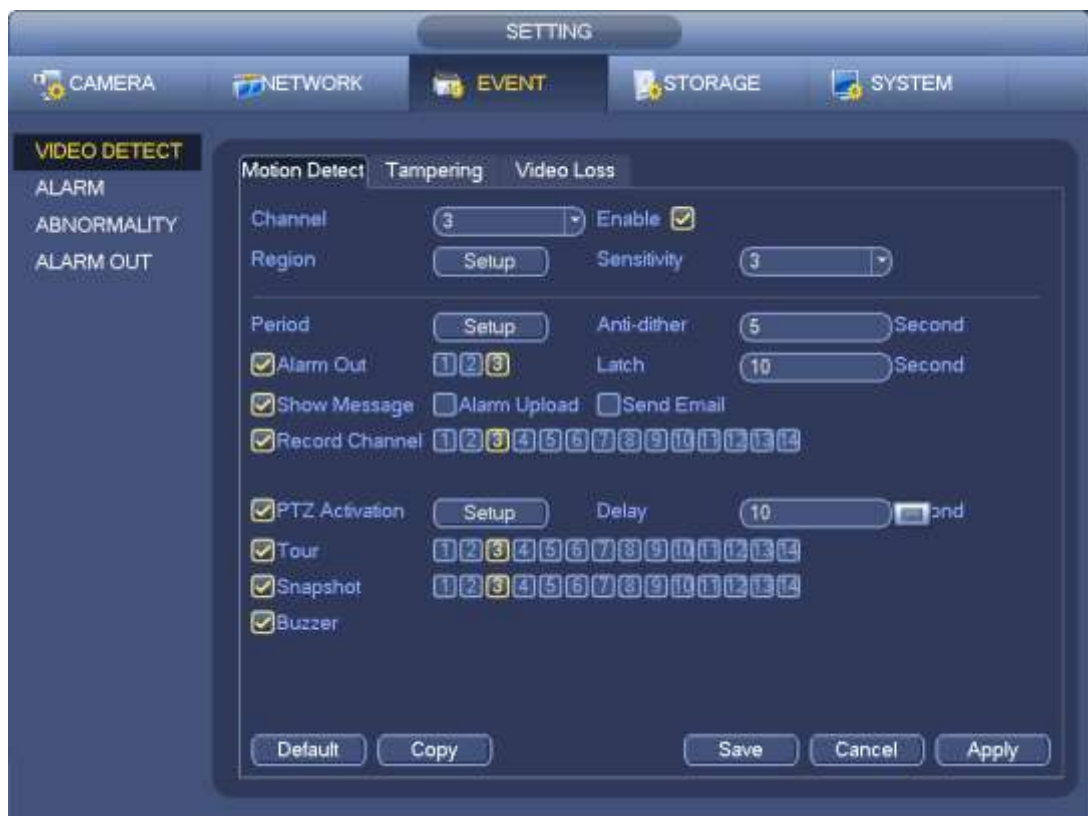 SETTING
CAMERA NETWORK EVENT STORAGE SYSTEM
VIDEO DETECT
ALARM
ABNORMALITY
ALARM OUT
Motion Detect Tampering Video Loss
Channel 3 Enable
Region Setup Sensitivity 3
Period Setup Anti-dither 5 Second
Alarm Out 1 2 3 Latch 10 Second
Show Message Alarm Upload Send Email
Record Channel 1 2 3 4 5 6 7 8 9 10 11 12 13 14
PTZ Activation Setup Delay 10 ond
Tour 1 2 3 4 5 6 7 8 9 10 11 12 13 14
Snapshot 1 2 3 4 5 6 7 8 9 10 11 12 13 14
Buzzer
Default Copy Save Cancel Apply